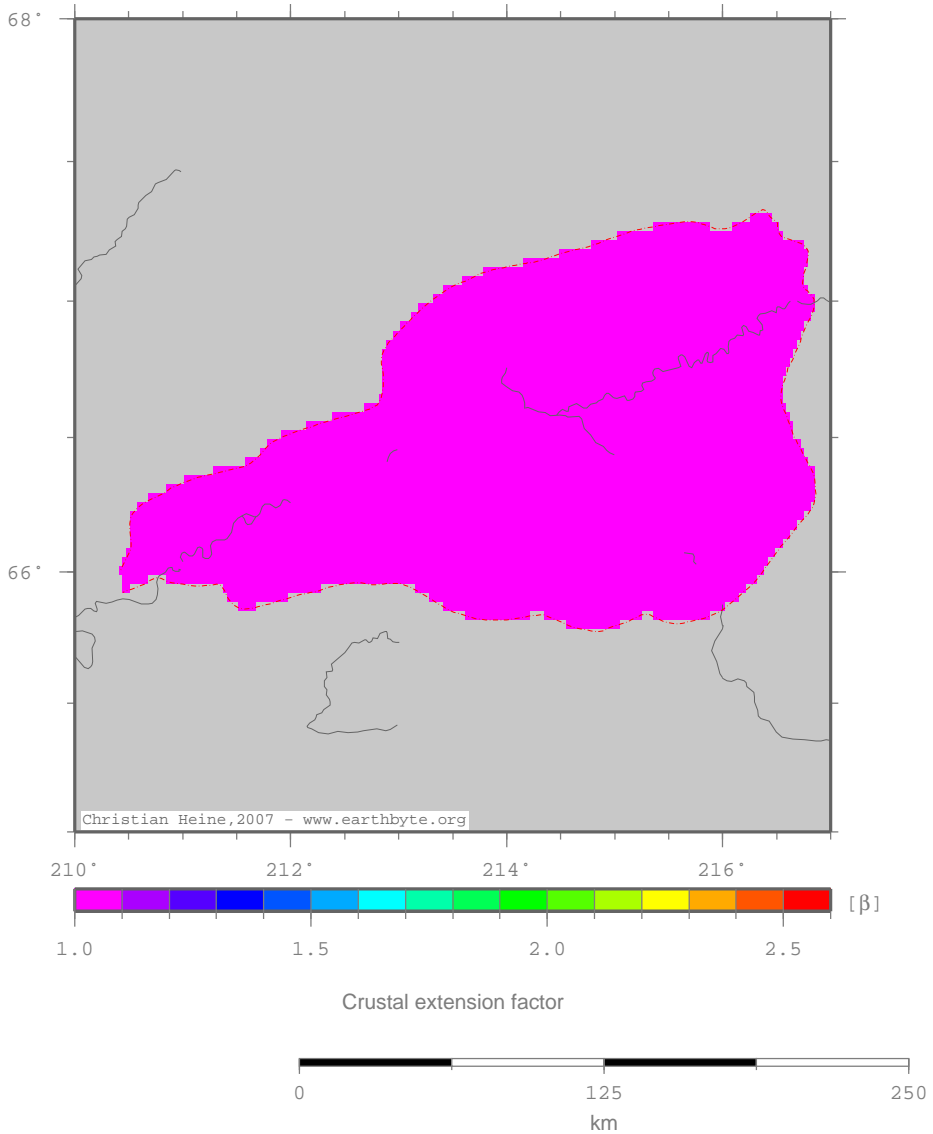 68°
66°
Christian Heine,2007 - www.earthbyte.org
210° 212° 214° 216°
[β]
1.0 1.5 2.0 2.5
Crustal extension factor
0 125 250
km